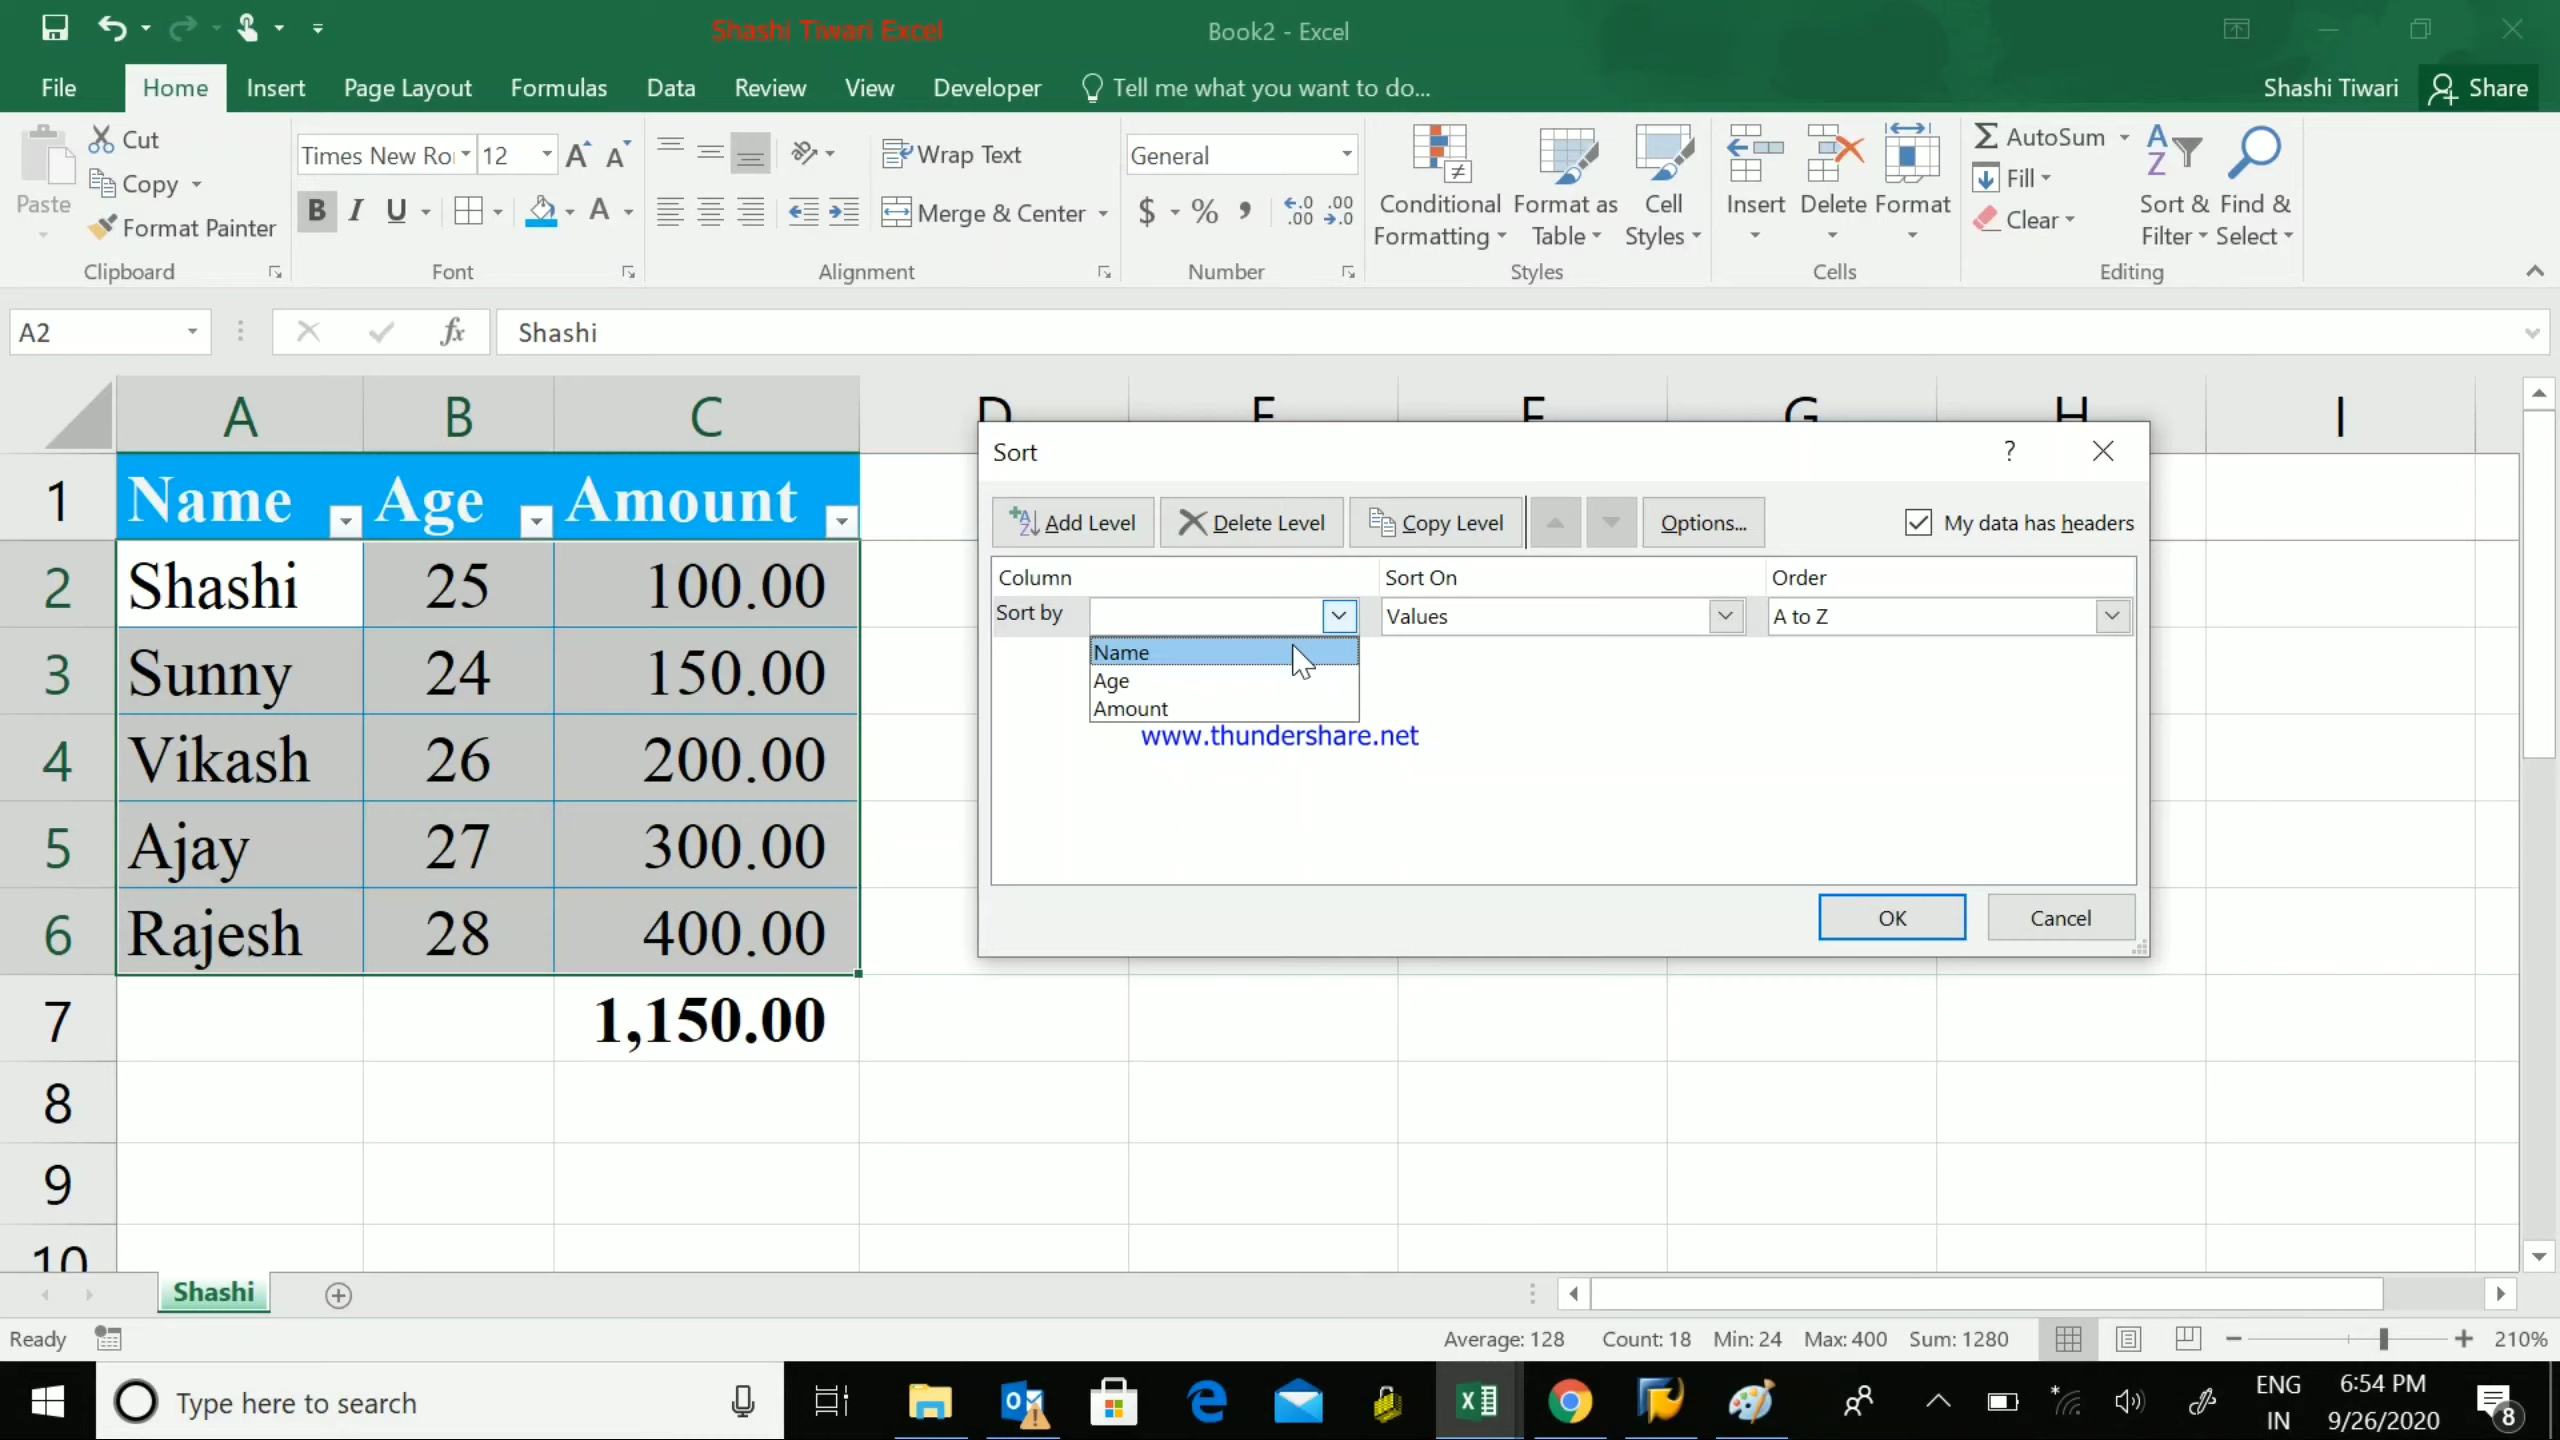 Shashi Tiwari Excel
Book2 - Excel
File Home Insert Page Layout Formulas Data Review View Developer Tell me what you want to do... Shashi Tiwari Share
Paste
Cut
Copy
Format Painter
Clipboard
Times New Ro 12
B I U
Font
Wrap Text
Merge & Center
Alignment
General
$ % ,
Number
Conditional Formatting
Format as Table
Cell Styles
Styles
Insert Delete Format
Cells
AutoSum
Fill
Clear
Sort & Filter
Find & Select
Editing
A2 fx Shashi
A B C D E F G H I
1 Name Age Amount
2 Shashi 25 100.00
3 Sunny 24 150.00
4 Vikash 26 200.00
5 Ajay 27 300.00
6 Rajesh 28 400.00
7 1,150.00
8
9
10
Sort ?
Add Level Delete Level Copy Level Options... My data has headers
Column Sort On Order
Sort by Values A to Z
Name
Age
Amount
www.thundershare.net
OK Cancel
Shashi
Ready Average: 128 Count: 18 Min: 24 Max: 400 Sum: 1280 210%
Type here to search
ENG
IN
6:54 PM
9/26/2020
8